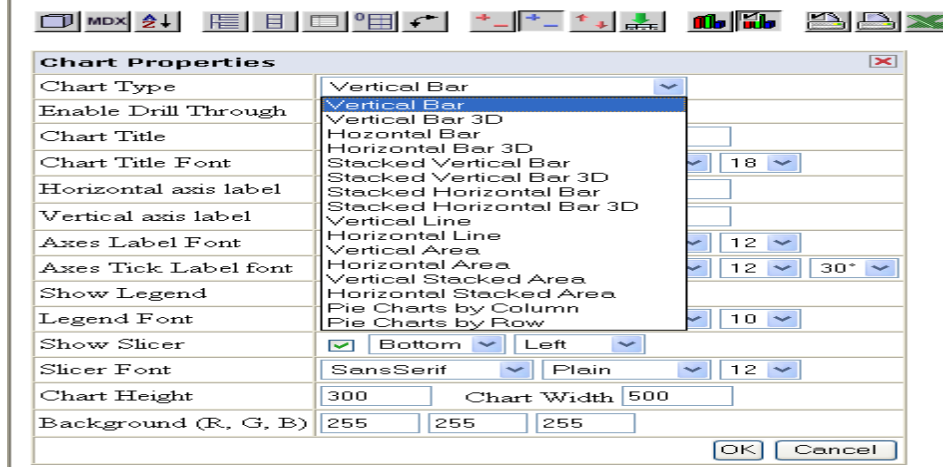 MDX
Chart Properties
Chart Type Vertical Bar
Vertical Bar
Enable Drill Through
Vertical Bar 3D
Chart Title
Hozontal Bar
Horizontal Bar 3D
Chart Title Font 18
Stacked Vertical Bar
Stacked Vertical Bar 3D
Horizontal axis label
Stacked Horizontal Bar
Stacked Horizontal Bar 3D
Vertical axis label
Vertical Line
Horizontal Line
Axes Label Font 12
Vertical Area
Horizontal Area
Axes Tick Label font 12 30°
Vertical Stacked Area
Show Legend
Horizontal Stacked Area
Pie Charts by Column
Legend Font 10
Pie Charts by Row
Show Slicer Bottom Left
Slicer Font SansSerif Plain 12
Chart Height 300 Chart Width 500
Background (R, G, B) 255 255 255
OK Cancel